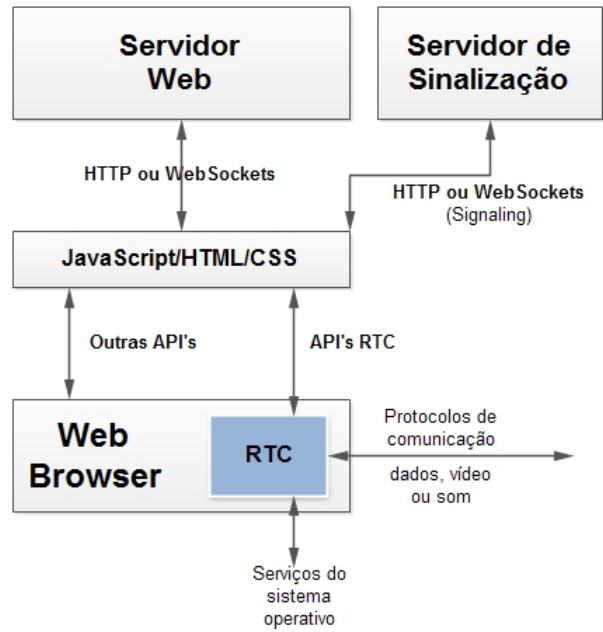 Servidor
Web
Servidor de
Sinalização
HTTP ou WebSockets
HTTP ou WebSockets
(Signaling)
JavaScript/HTML/CSS
Outras API's
API's RTC
Web
Browser
RTC
Protocolos de
comunicação
dados, vídeo
ou som
Serviços do
sistema
operativo